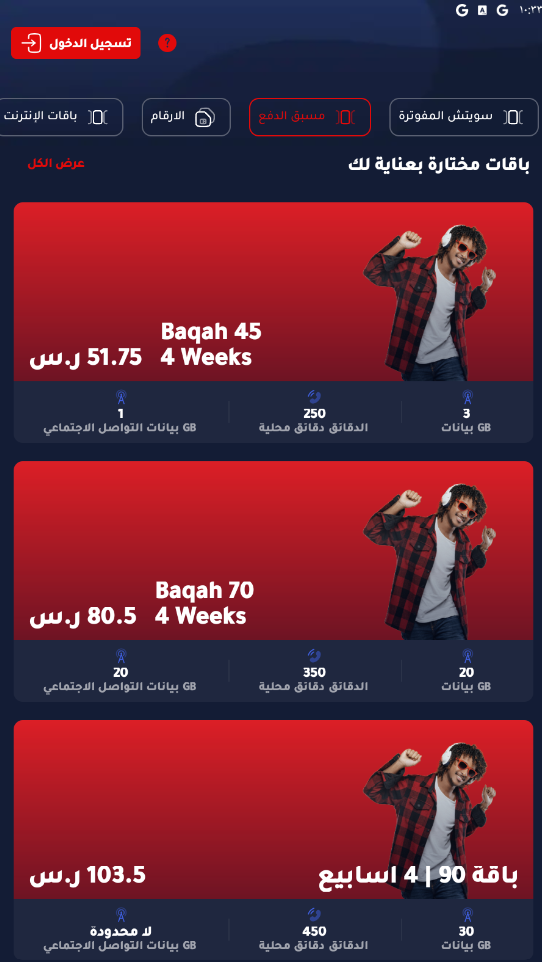 ١٠:٣٣
تسجيل الدخول
?
سويتش المفوترة
مسبق الدفع
الارقام
باقات الإنترنت
باقات مختارة بعناية لك
عرض الكل
Baqah 45
4 Weeks
51.75 ر.س
3
GB بيانات
250
الدقائق دقائق محلية
1
GB بيانات التواصل الاجتماعي
Baqah 70
4 Weeks
80.5 ر.س
20
GB بيانات
350
الدقائق دقائق محلية
20
GB بيانات التواصل الاجتماعي
باقة 90 | 4 اسابيع
103.5 ر.س
30
GB بيانات
450
الدقائق دقائق محلية
لا محدودة
GB بيانات التواصل الاجتماعي